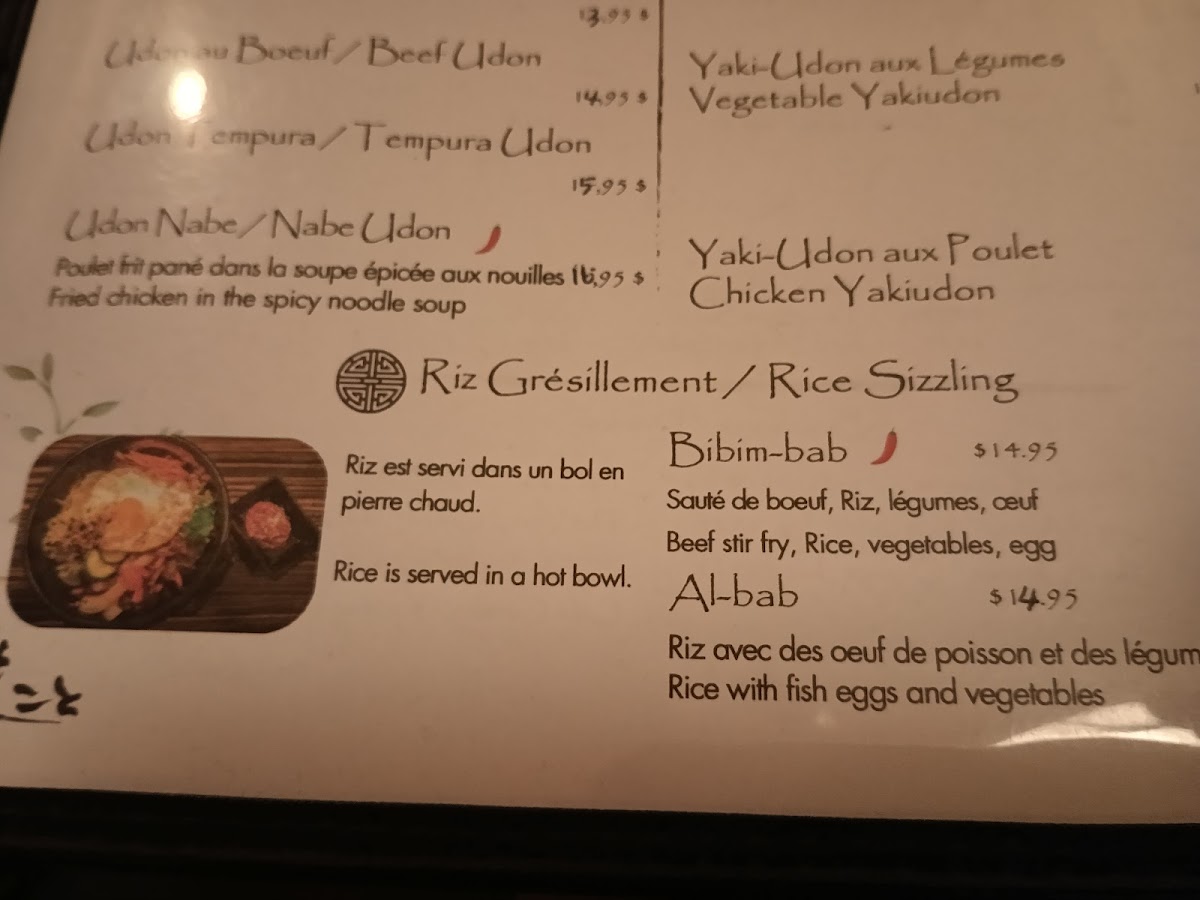 13.95 $
Udon au Boeuf / Beef Udon
14.95 $
Udon Tempura / Tempura Udon
15.95 $
Udon Nabe / Nabe Udon
Poulet frit pané dans la soupe épicée aux nouilles 16,95 $
Fried chicken in the spicy noodle soup
Yaki-Udon aux Légumes
Vegetable Yakiudon
Yaki-Udon aux Poulet
Chicken Yakiudon
Riz Grésillement / Rice Sizzling
Riz est servi dans un bol en
pierre chaud.
Rice is served in a hot bowl.
Bibim-bab $14.95
Sauté de boeuf, Riz, légumes, œuf
Beef stir fry, Rice, vegetables, egg
Al-bab $14.95
Riz avec des oeuf de poisson et des légum
Rice with fish eggs and vegetables
こと